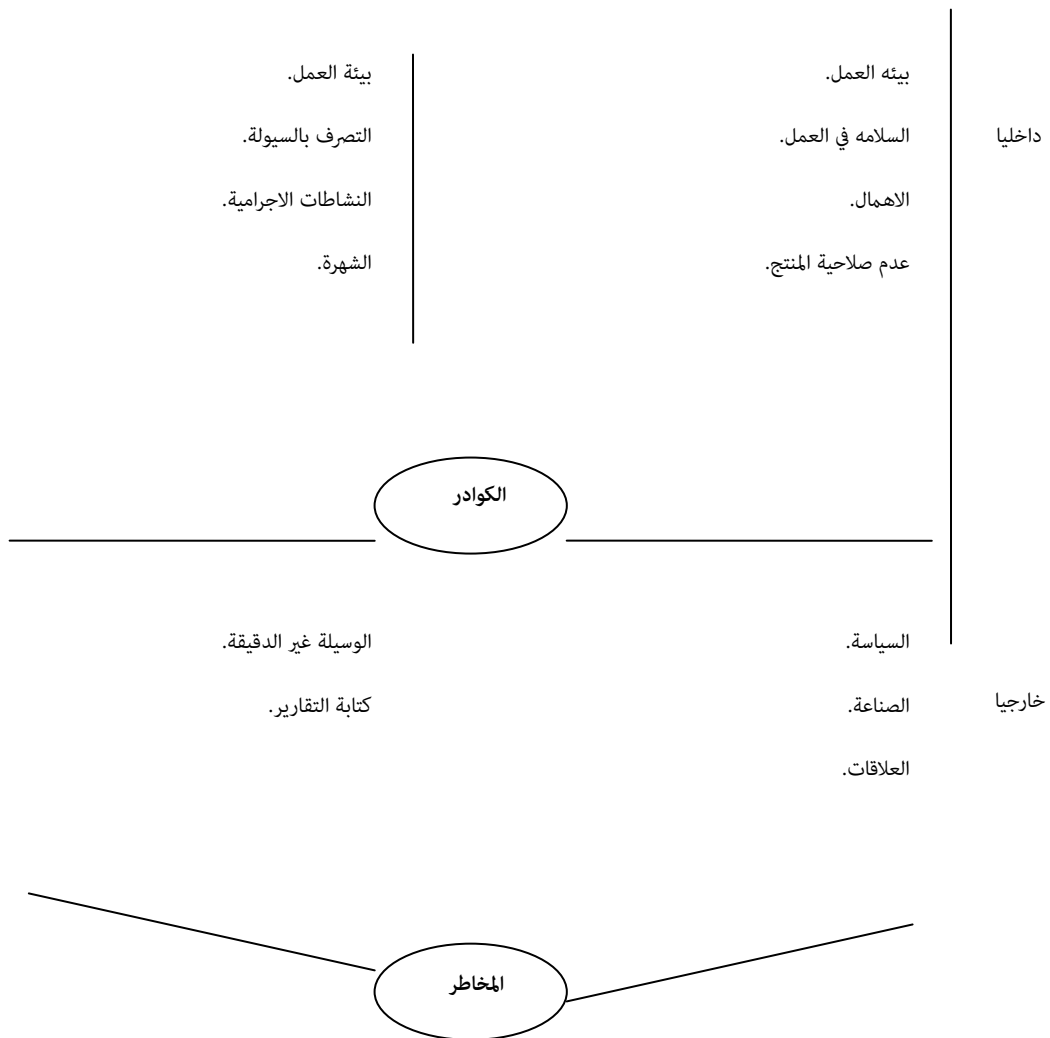 بيئه العمل.
بيئة العمل.
داخليا
السلامه في العمل.
التصرف بالسيولة.
الاهمال.
النشاطات الاجرامية.
عدم صلاحية المنتج.
الشهرة.
الكوادر
السياسة.
الوسيلة غير الدقيقة.
خارجيا
الصناعة.
كتابة التقارير.
العلاقات.
المخاطر